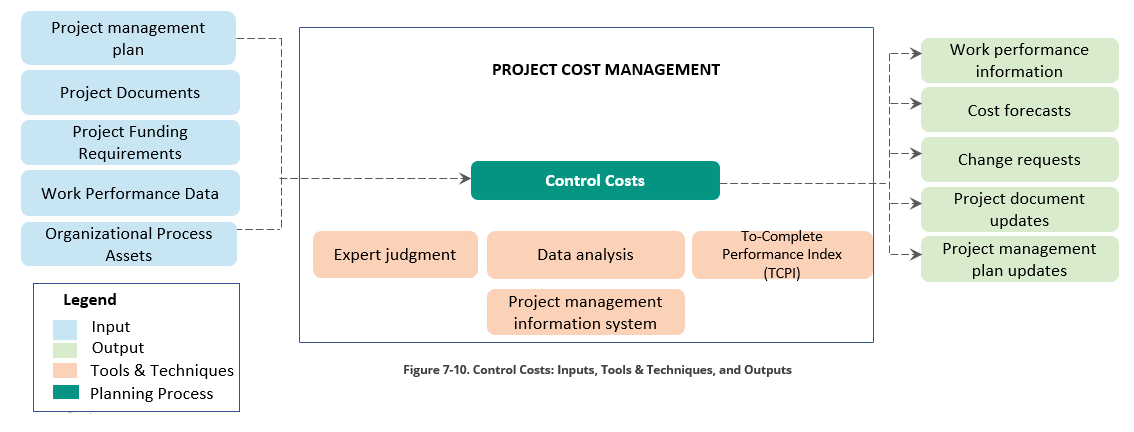 Project management
plan
Project Documents
Project Funding
Requirements
Work Performance Data
Organizational Process
Assets
PROJECT COST MANAGEMENT
Control Costs
Expert judgment
Data analysis
To-Complete
Performance Index
(TCPI)
Project management
information system
Work performance
information
Cost forecasts
Change requests
Project document
updates
Project management
plan updates
Legend
Input
Output
Tools & Techniques
Planning Process
Figure 7-10. Control Costs: Inputs, Tools & Techniques, and Outputs